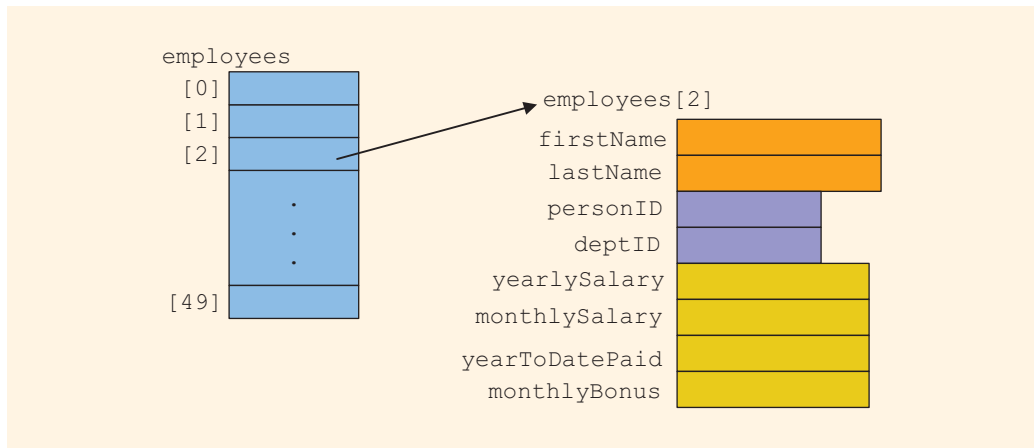 employees
[0]
[1]
[2]
[49]
employees[2]
firstName
lastName
personID
deptID
yearlySalary
monthlySalary
yearToDatePaid
monthlyBonus